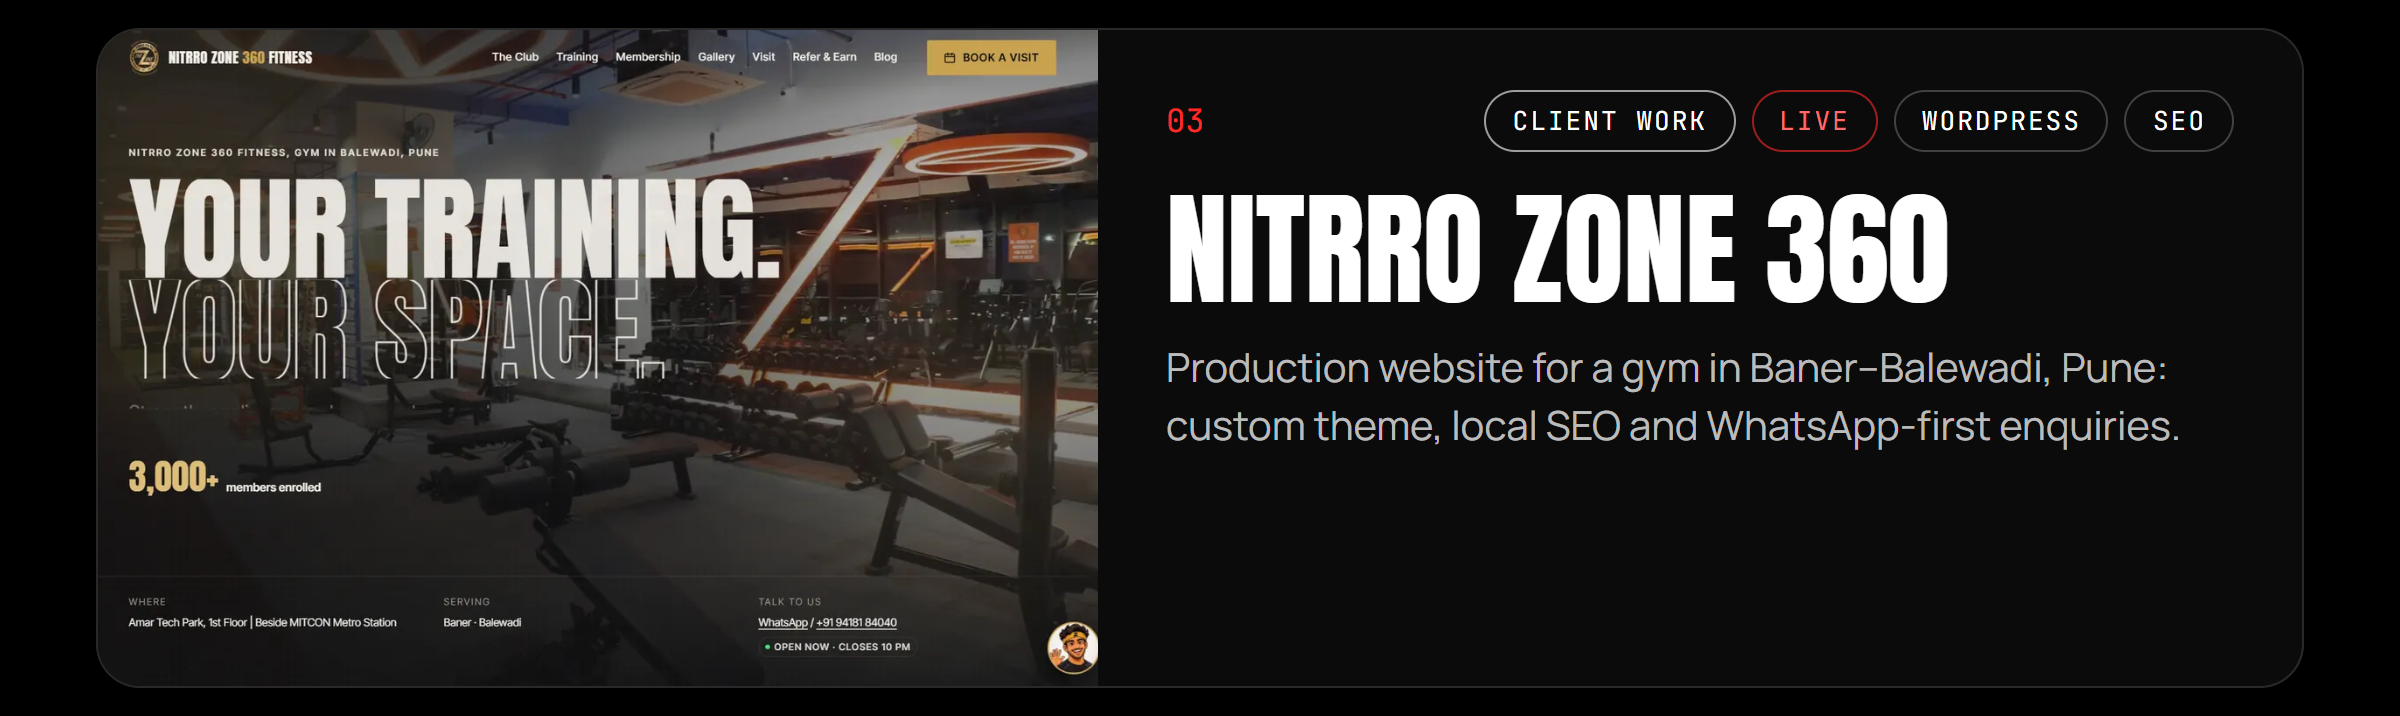 NITRRO ZONE 360 FITNESS
The Club Training Membership Gallery Visit Refer & Earn Blog
BOOK A VISIT
NITRRO ZONE 360 FITNESS, GYM IN BALEWADI, PUNE
YOUR TRAINING.
YOUR SPACE.
3,000+ members enrolled
WHERE
Amar Tech Park, 1st Floor | Beside MITCON Metro Station
SERVING
Baner · Balewadi
TALK TO US
WhatsApp / +91 94181 84040
OPEN NOW · CLOSES 10 PM
03
CLIENT WORK
LIVE
WORDPRESS
SEO
NITRRO ZONE 360
Production website for a gym in Baner–Balewadi, Pune:
custom theme, local SEO and WhatsApp-first enquiries.